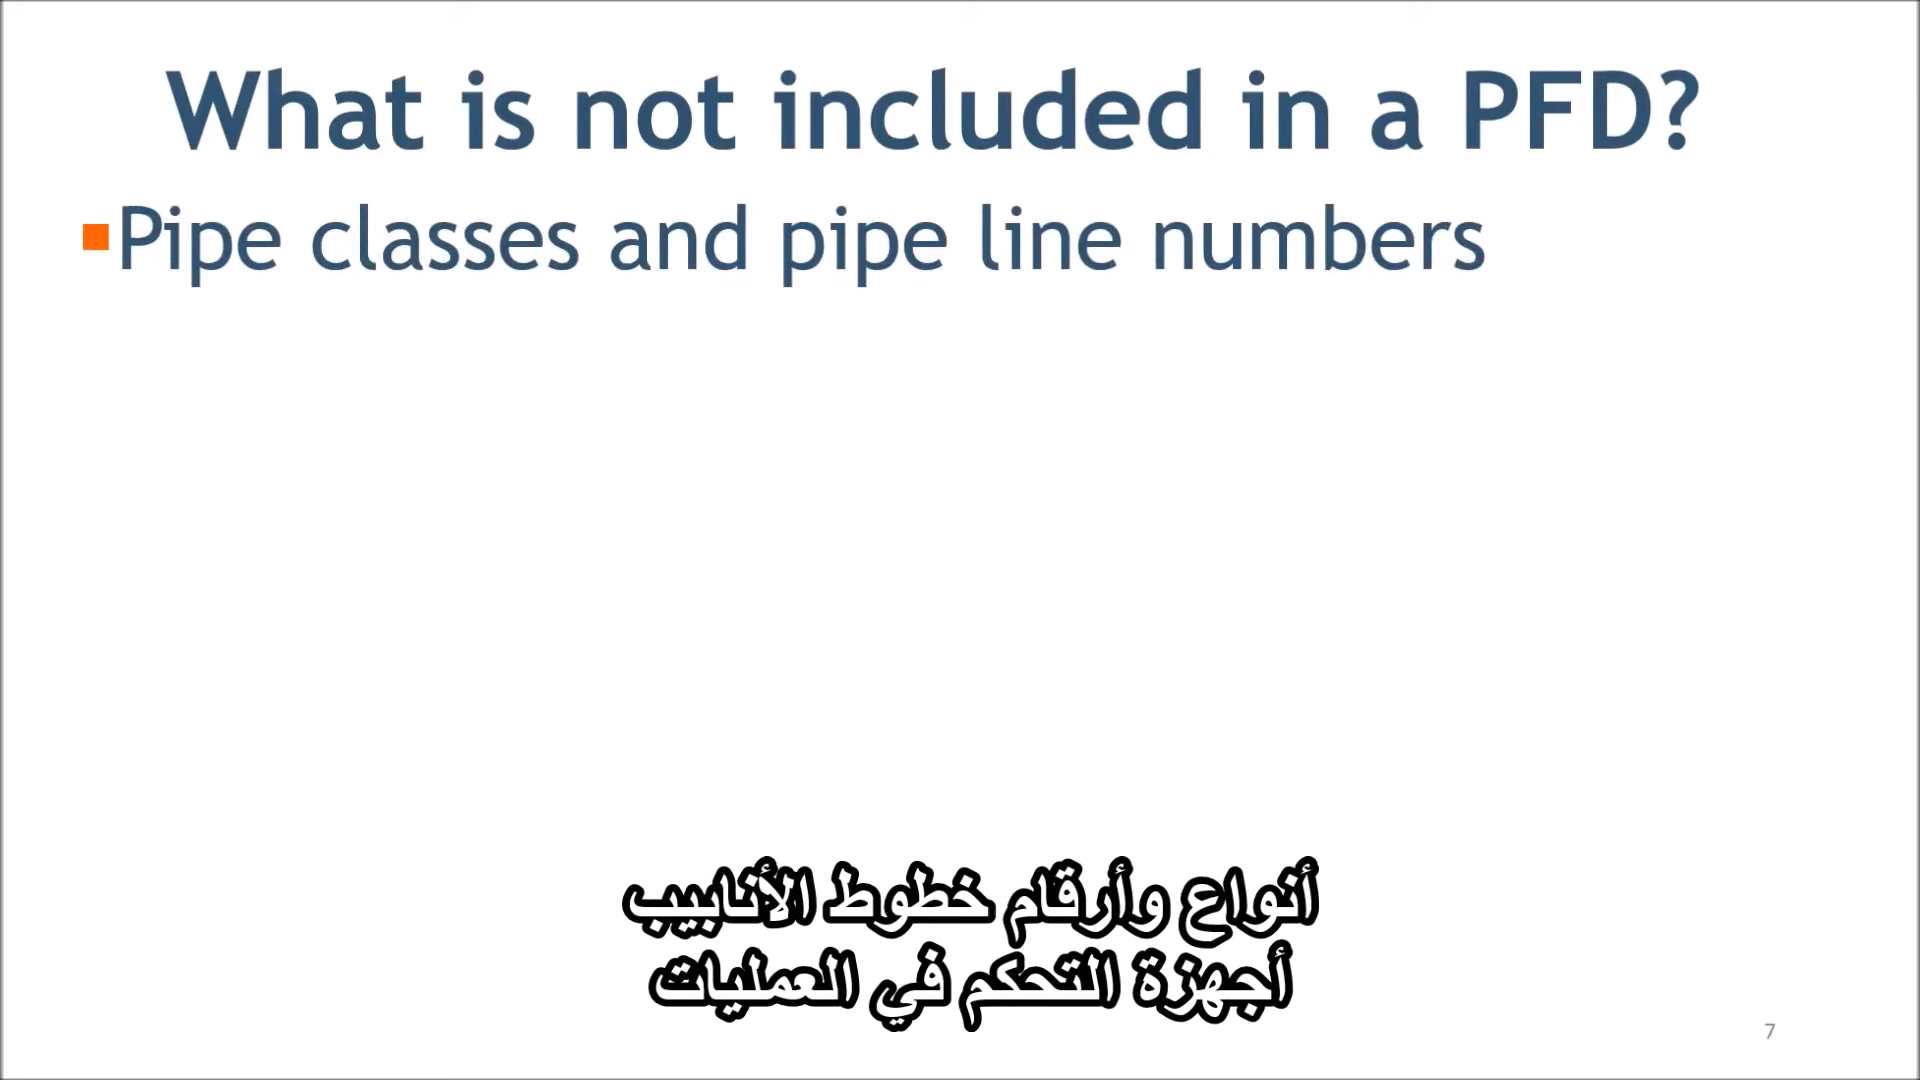 What is not included in a PFD?
▪Pipe classes and pipe line numbers
أنواع وأرقام خطوط الأنابيب
أجهزة التحكم في العمليات
7